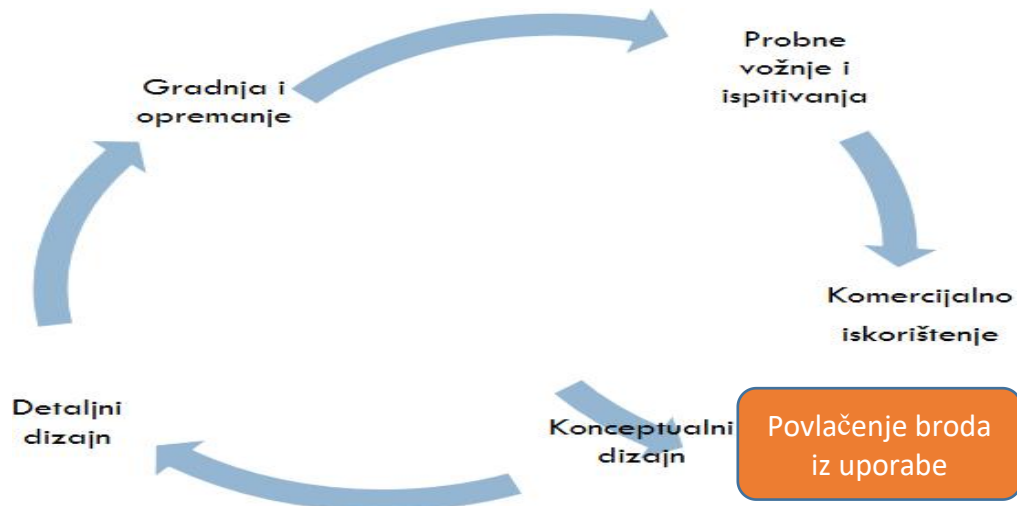 Probne
vožnje i
ispitivanja
Gradnja i
opremanje
Komercijalno
iskorištenje
Detaljni
dizajn
Konceptualni
dizajn
Povlačenje broda
iz uporabe